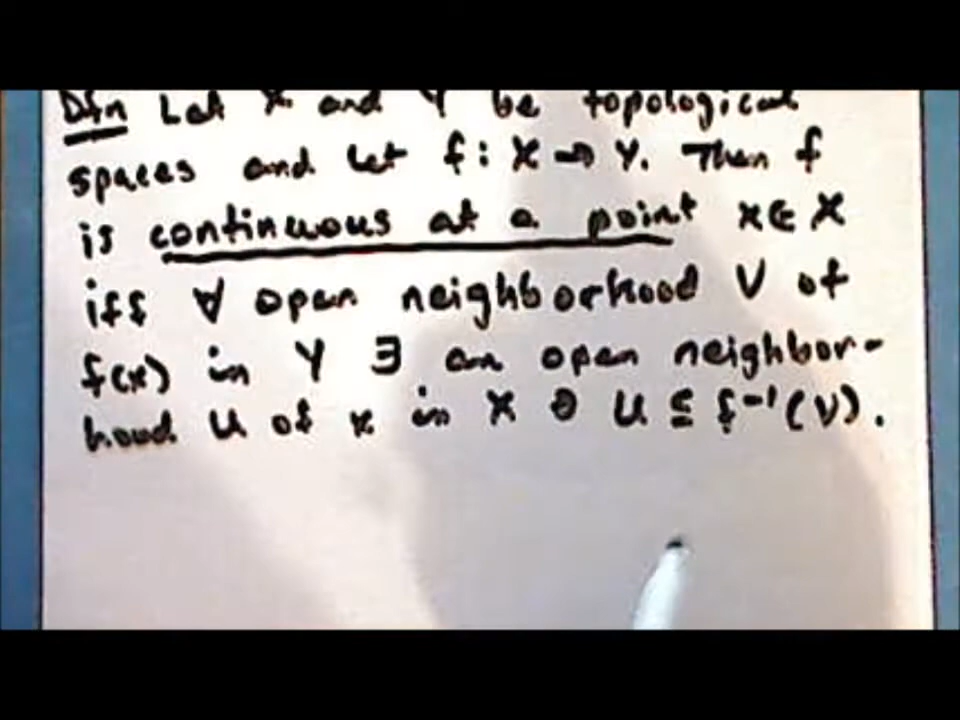 Dfn Let X and Y be topological
spaces and let f: X → Y. Then f
is continuous at a point x ∈ X
iff ∀ open neighborhood V of
f(x) in Y ∃ an open neighbor-
hood U of x in X ∋ U ⊆ f⁻¹(V).